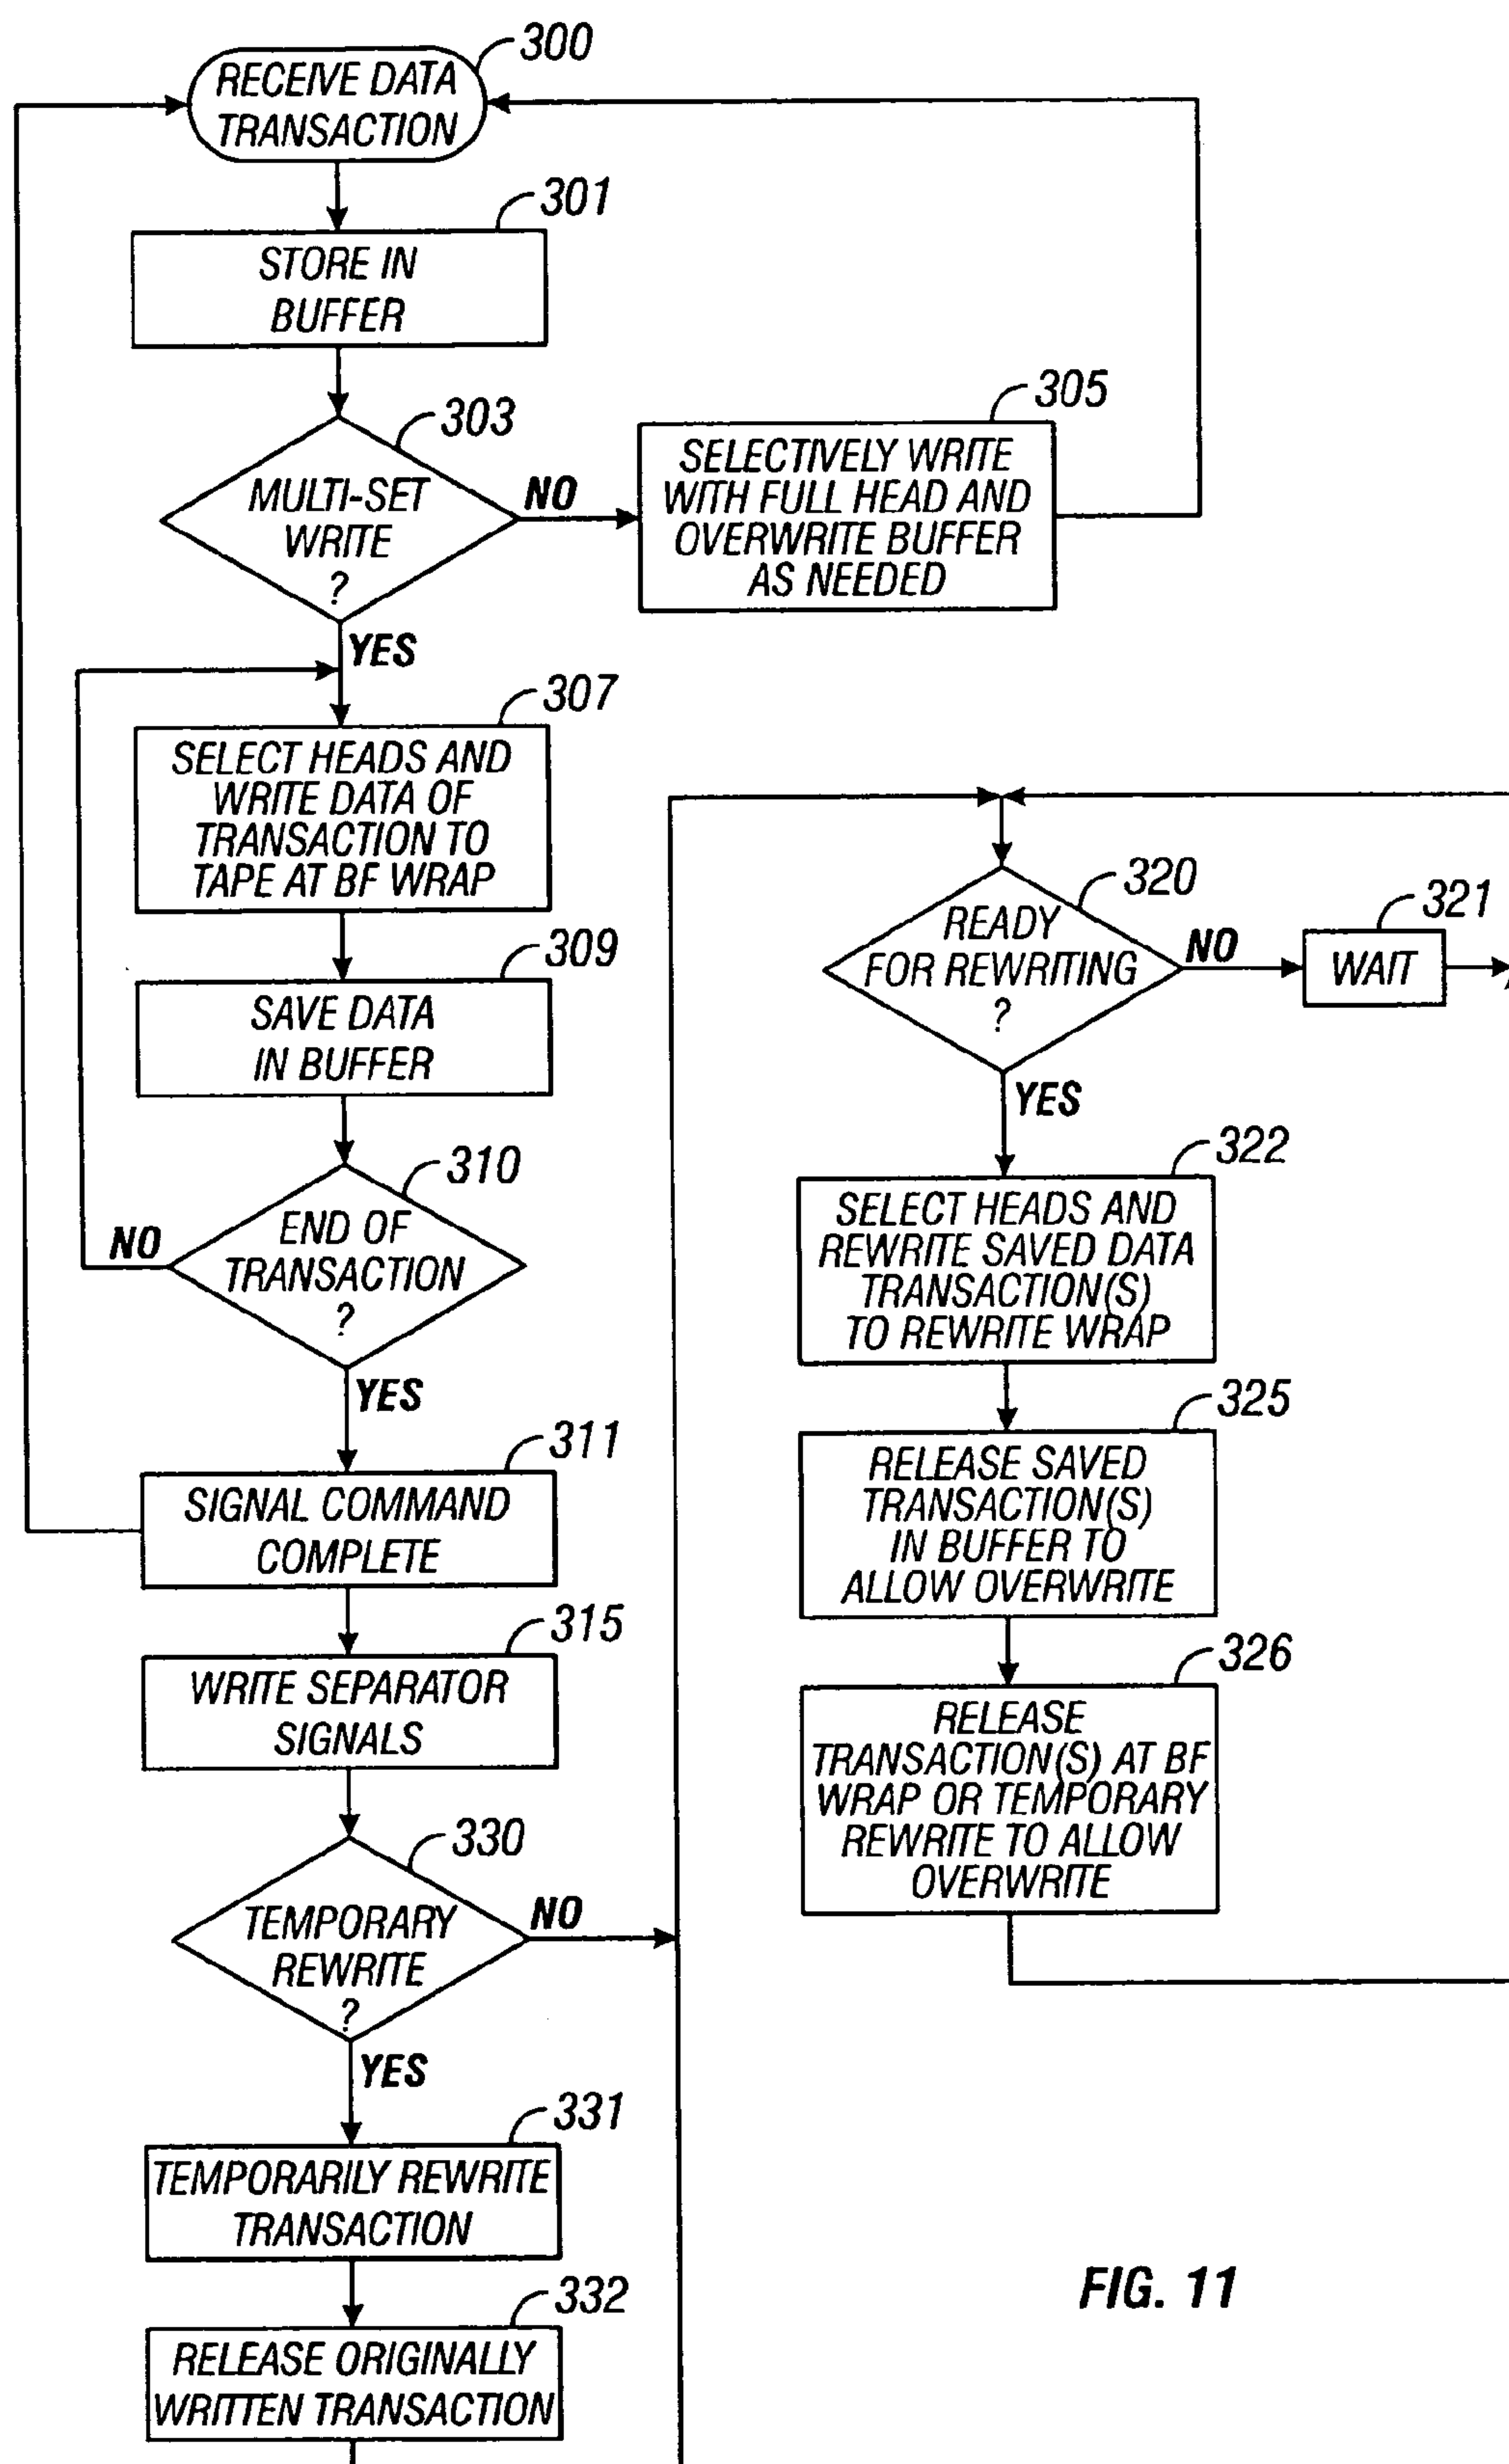 300
RECEIVE DATA
TRANSACTION
301
STORE IN
BUFFER
303
MULTI-SET
WRITE
?
NO
YES
305
SELECTIVELY WRITE
WITH FULL HEAD AND
OVERWRITE BUFFER
AS NEEDED
307
SELECT HEADS AND
WRITE DATA OF
TRANSACTION TO
TAPE AT BF WRAP
309
SAVE DATA
IN BUFFER
310
END OF
TRANSACTION
?
NO
YES
311
SIGNAL COMMAND
COMPLETE
315
WRITE SEPARATOR
SIGNALS
330
TEMPORARY
REWRITE
?
NO
YES
331
TEMPORARILY REWRITE
TRANSACTION
332
RELEASE ORIGINALLY
WRITTEN TRANSACTION
320
READY
FOR REWRITING
?
NO
321
WAIT
YES
322
SELECT HEADS AND
REWRITE SAVED DATA
TRANSACTION(S)
TO REWRITE WRAP
325
RELEASE SAVED
TRANSACTION(S)
IN BUFFER TO
ALLOW OVERWRITE
326
RELEASE
TRANSACTION(S) AT BF
WRAP OR TEMPORARY
REWRITE TO ALLOW
OVERWRITE
FIG. 11